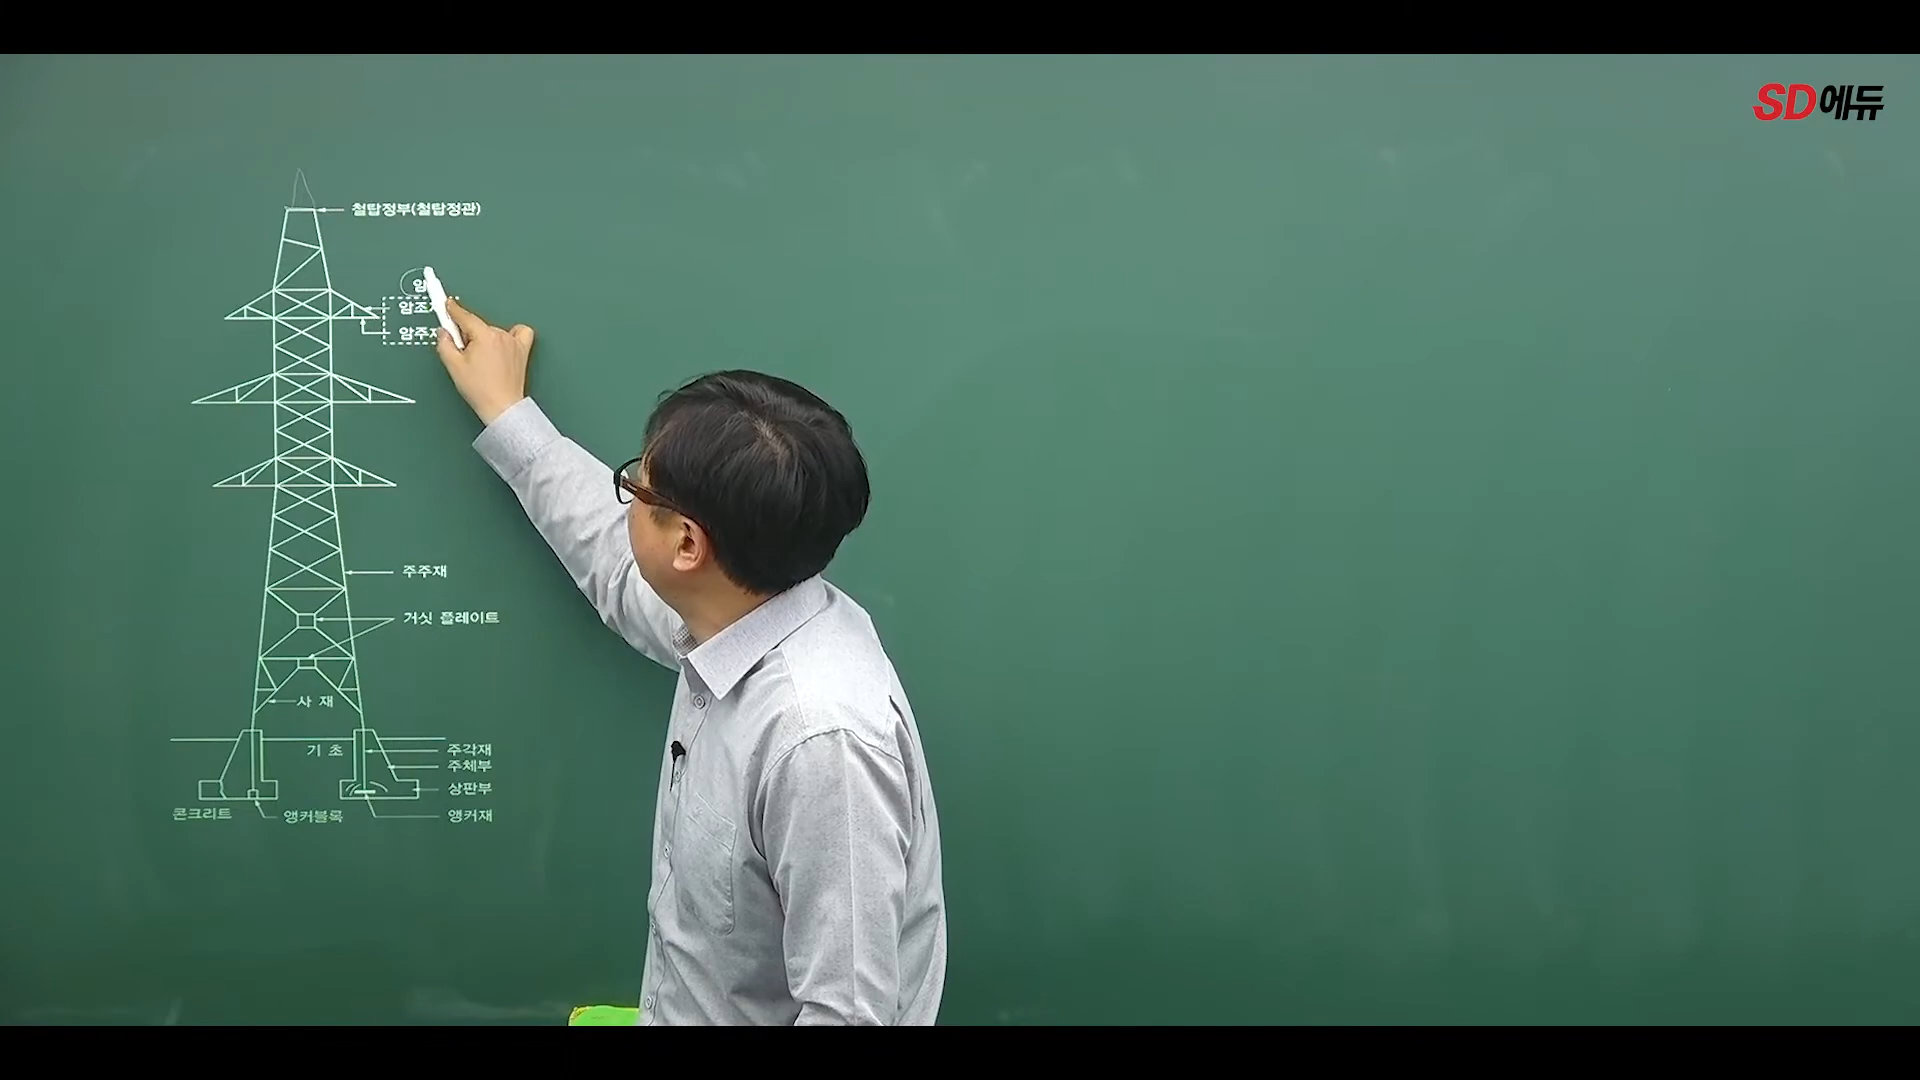 SD에듀
철탑정부(철탑정관)
암
주주재
거싯 플레이트
사 재
기 초
주각재
주체부
상판부
콘크리트
앵커블록
앵커재